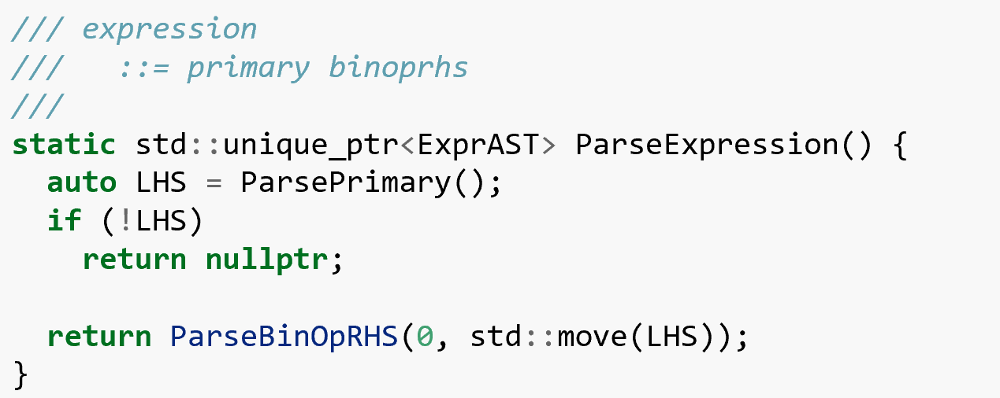 /// expression
///   ::= primary binoprhs
///
static std::unique_ptr<ExprAST> ParseExpression() {
  auto LHS = ParsePrimary();
  if (!LHS)
    return nullptr;

  return ParseBinOpRHS(0, std::move(LHS));
}